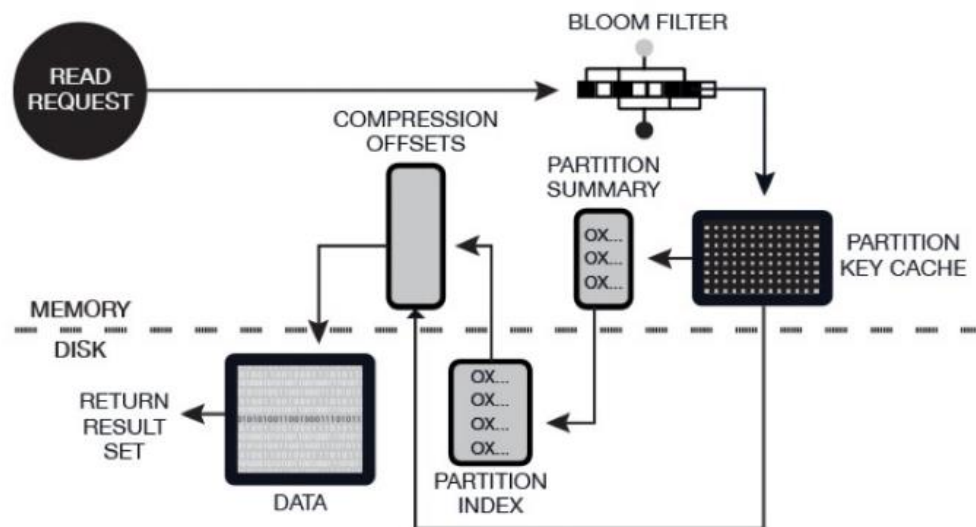 READ
REQUEST
BLOOM FILTER
COMPRESSION
OFFSETS
PARTITION
SUMMARY
OX...
OX...
OX...
PARTITION
KEY CACHE
MEMORY
DISK
OX...
OX...
OX...
OX...
RETURN
RESULT
SET
DATA
PARTITION
INDEX